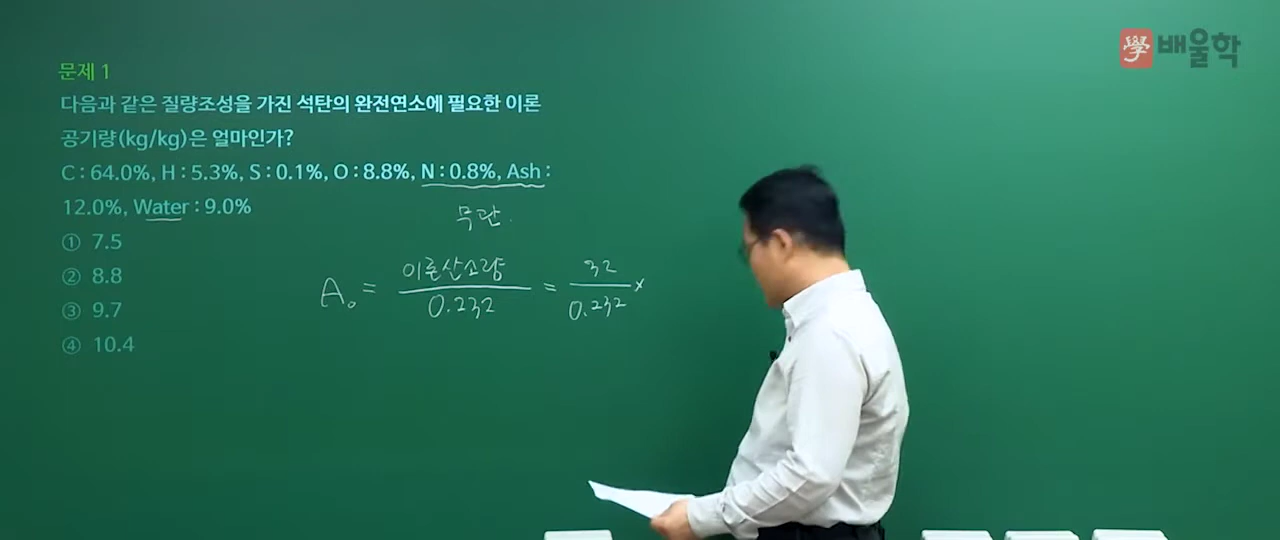 學 배울학
문제 1
다음과 같은 질량조성을 가진 석탄의 완전연소에 필요한 이론
공기량(kg/kg)은 얼마인가?
C : 64.0%, H : 5.3%, S : 0.1%, O : 8.8%, N : 0.8%, Ash :
12.0%, Water : 9.0%
무관.
① 7.5
② 8.8
③ 9.7
④ 10.4
A₀ = 이론산소량 / 0.232 = 32 / 0.232 ×